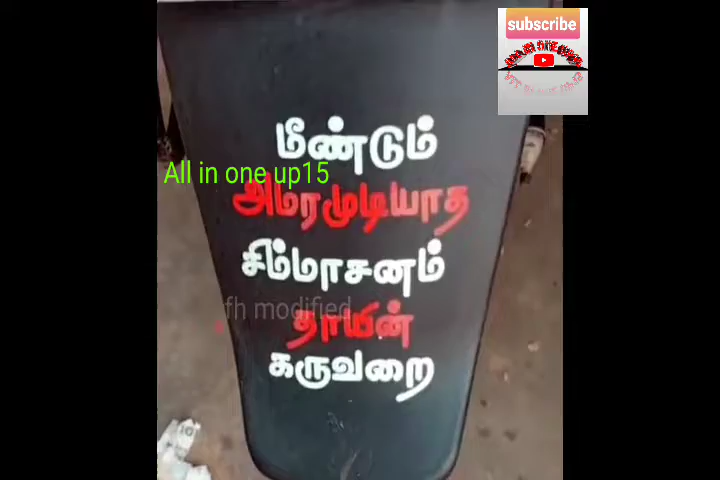 subscribe
மீண்டும்
All in one up15
அமரமுடியாத
சிம்மாசனம்
fh modified
தாயின்
கருவறை